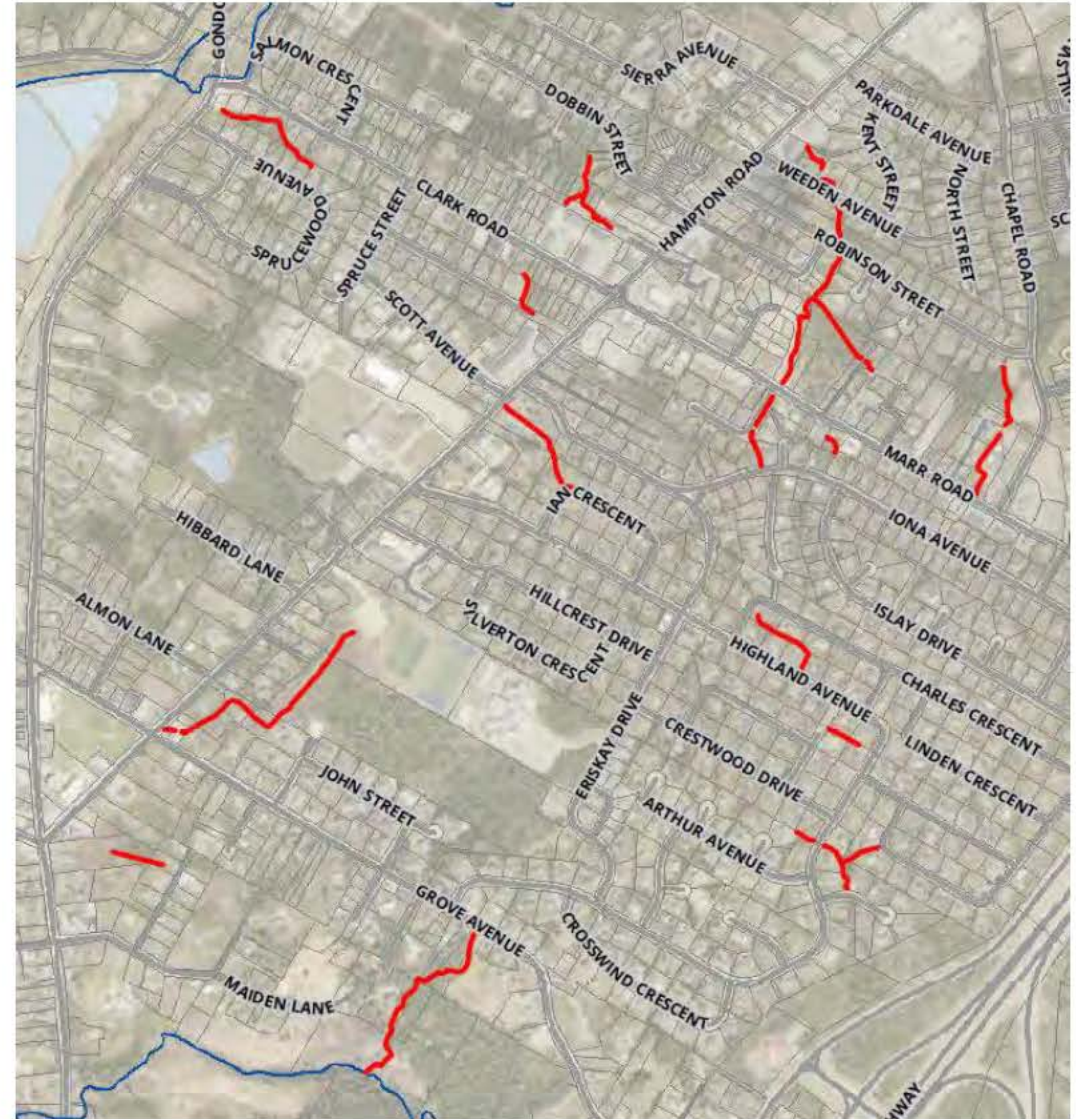 GONDO
SALMON CRESCENT
SIERRA AVENUE
DOBBIN STREET
PARKDALE AVENUE
KENT STREET
NORTH STREET
CHAPEL ROAD
HAMPTON ROAD
WEEDEN AVENUE
SPRUCEWOOD AVENUE
SPRUCE STREET
CLARK ROAD
ROBINSON STREET
SC
SCOTT AVENUE
MARR ROAD
IAN CRESCENT
IONA AVENUE
HIBBARD LANE
ALMON LANE
HILLCREST DRIVE
SILVERTON CRESCENT
ISLAY DRIVE
HIGHLAND AVENUE
CHARLES CRESCENT
ERISKAY DRIVE
CRESTWOOD DRIVE
LINDEN CRESCENT
JOHN STREET
ARTHUR AVENUE
GROVE AVENUE
CROSSWIND CRESCENT
MAIDEN LANE
HWAY